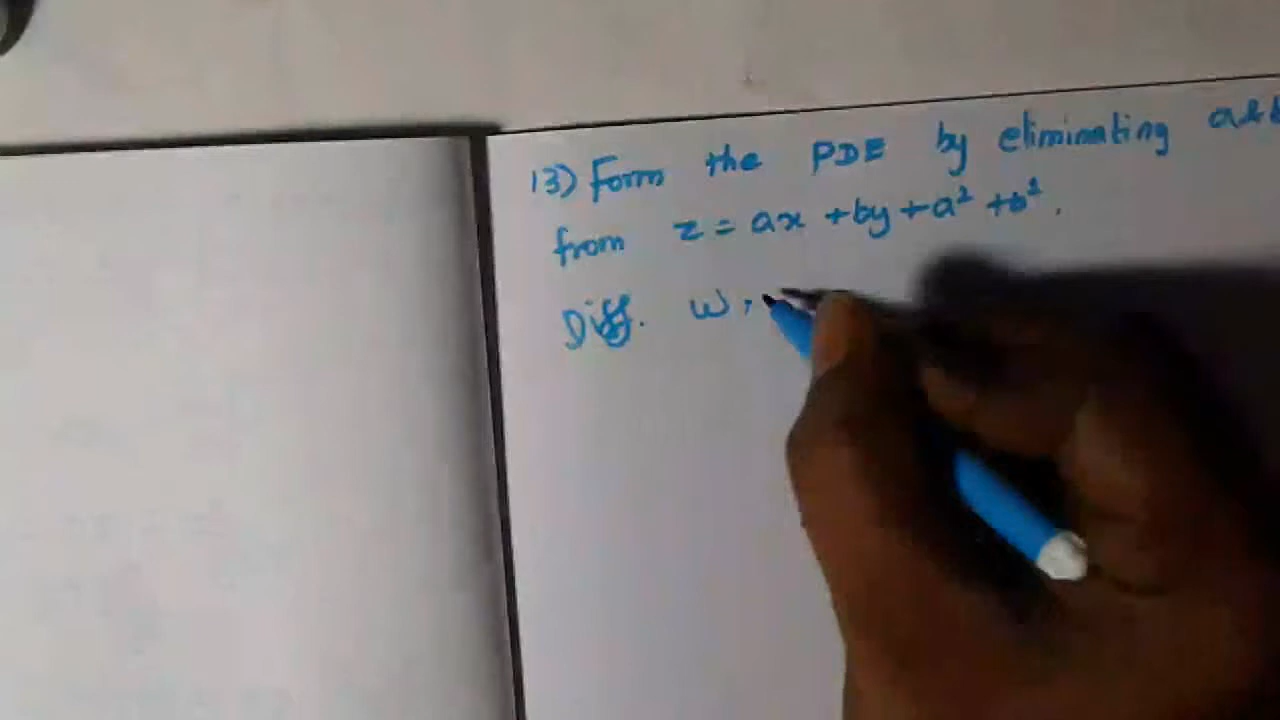 13) Form the PDE by eliminating a&b
from z = ax + by + a² + b².
Diff. w.